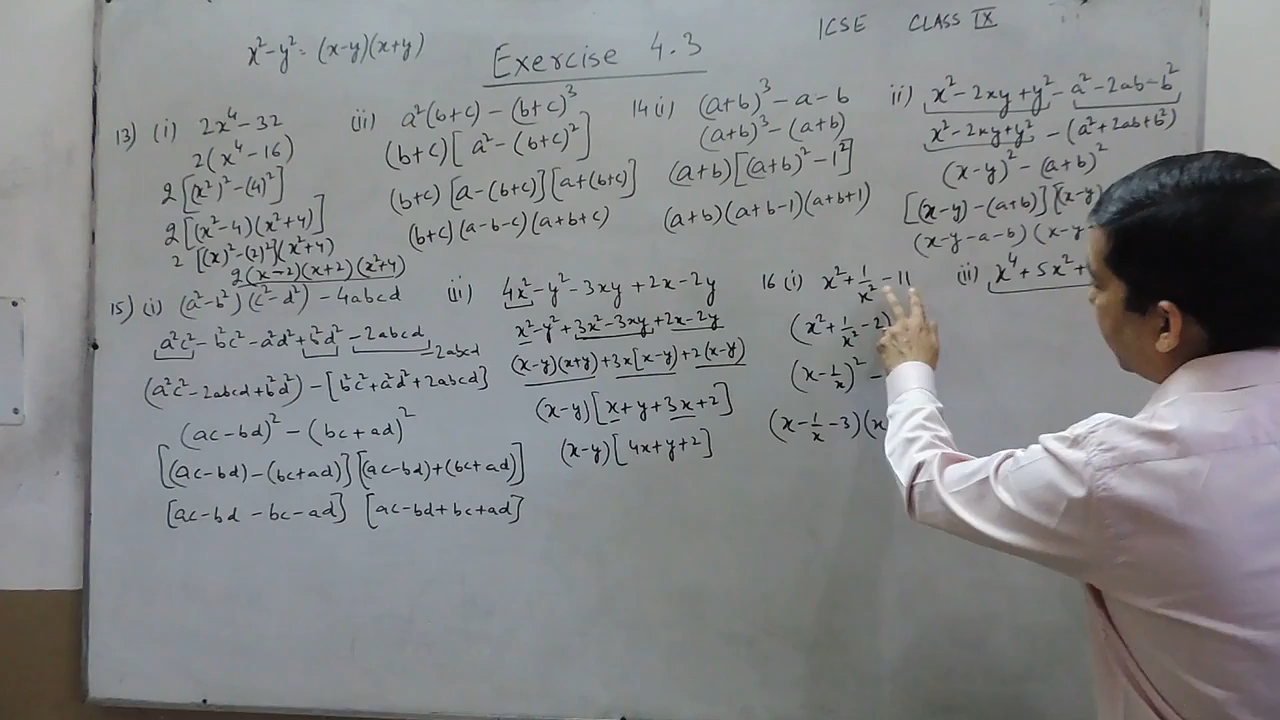 x²-y² = (x-y)(x+y)
Exercise 4.3
ICSE CLASS IX
13) (i) 2x⁴-32
2(x⁴-16)
2[(x²)²-(4)²]
2[(x²-4)(x²+4)]
2 [(x)²-(2)²](x²+4)
2(x-2)(x+2)(x²+4)
(ii) a²(b+c) - (b+c)³
(b+c)[a²-(b+c)²]
(b+c)[a-(b+c)][a+(b+c)]
(b+c)(a-b-c)(a+b+c)
14 (i) (a+b)³-a-b
(a+b)³-(a+b)
(a+b)[(a+b)²-1²]
(a+b)(a+b-1)(a+b+1)
ii) x²-2xy+y²-a²-2ab-b²
x²-2xy+y² - (a²+2ab+b²)
(x-y)²-(a+b)²
[(x-y)-(a+b)][(x-y)
(x-y-a-b)(x-y-
15) (i) (a²-b²)(c²-d²) - 4abcd
a²c²-b²c²-a²d²+b²d²-2abcd
-2abcd
(a²c²-2abcd+b²d²) - [b²c²+a²d²+2abcd]
(ac-bd)²-(bc+ad)²
[(ac-bd)-(bc+ad)][(ac-bd)+(bc+ad)]
[ac-bd-bc-ad] [ac-bd+bc+ad]
(ii) 4x²-y²-3xy+2x-2y
x²-y²+3x²-3xy+2x-2y
(x-y)(x+y)+3x[x-y)+2(x-y)
(x-y)[x+y+3x+2]
(x-y)[4x+y+2]
16 (i) x²+1/x²-11
(x²+1/x²-2)
(x-1/x)²-
(x-1/x-3)(x
(ii) x⁴+5x²+